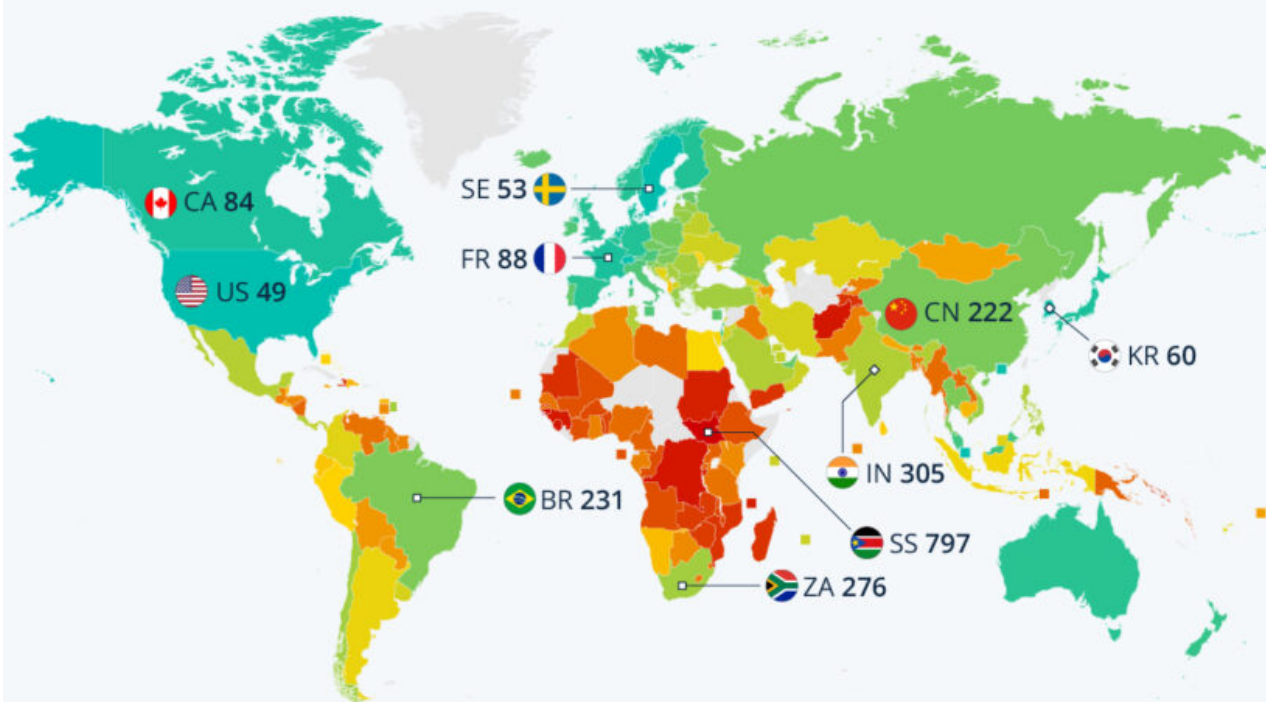 CA 84
US 49
SE 53
FR 88
CN 222
KR 60
IN 305
BR 231
SS 797
ZA 276